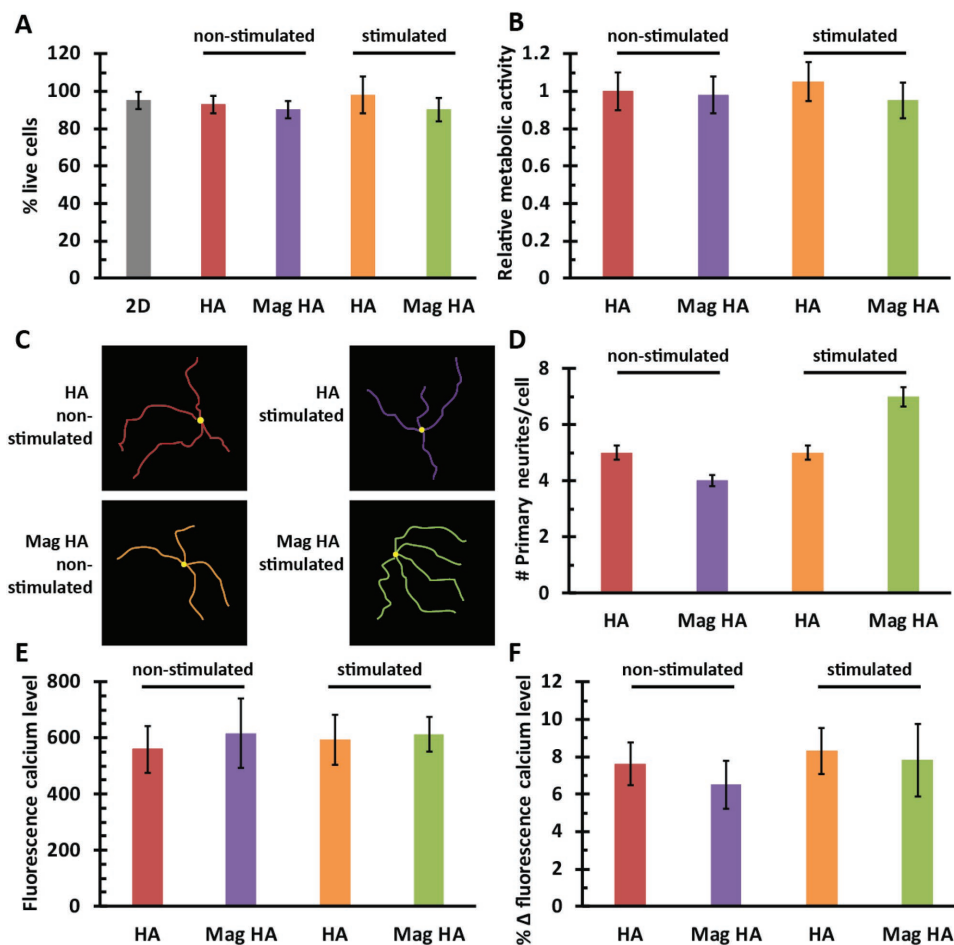 A
non-stimulated
stimulated
% live cells
120
100
80
60
40
20
0
2D
HA
Mag HA
HA
Mag HA
B
non-stimulated
stimulated
Relative metabolic activity
1.2
1
0.8
0.6
0.4
0.2
0
HA
Mag HA
HA
Mag HA
C
HA
non-
stimulated
HA
stimulated
Mag HA
non-
stimulated
Mag HA
stimulated
D
non-stimulated
stimulated
# Primary neurites/cell
8
6
4
2
0
HA
Mag HA
HA
Mag HA
E
non-stimulated
stimulated
Fluorescence calcium level
800
600
400
200
0
HA
Mag HA
HA
Mag HA
F
non-stimulated
stimulated
% Δ fluorescence calcium level
12
10
8
6
4
2
0
HA
Mag HA
HA
Mag HA